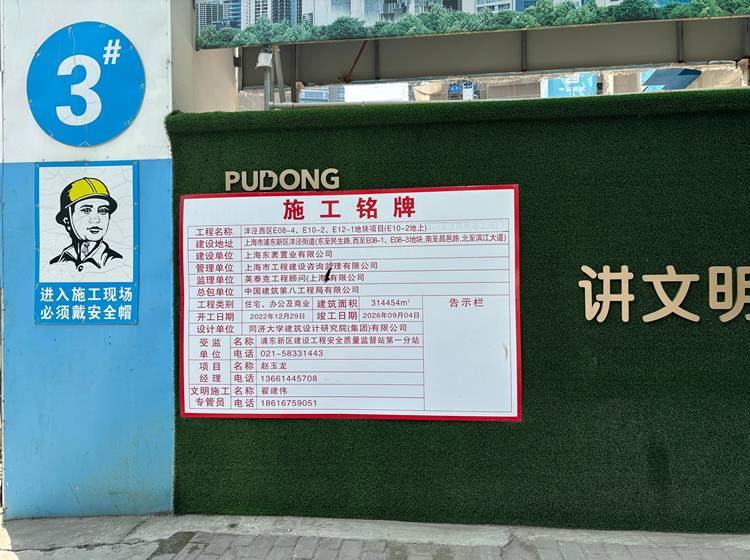 3#
进入施工现场
必须戴安全帽
PUDONG
施工铭牌
工程名称 洋泾西区E08-4、E10-2、E12-1地块项目(E10-2地上)
建设地址 上海市浦东新区洋泾街道(东至民生路,西至E08-1、E08-3地块,南至昌邑路,北至滨江大道)
建设单位 上海东袤置业有限公司
管理单位 上海市工程建设咨询监理有限公司
监理单位 英泰克工程顾问(上海)有限公司
总包单位 中国建筑第八工程局有限公司
工程类别 住宅、办公及商业 建筑面积 314454m² 告示栏
开工日期 2022年12月29日 竣工日期 2026年09月04日
设计单位 同济大学建筑设计研究院(集团)有限公司
受监单位 名称 浦东新区建设工程安全质量监督站第一分站
电话 021-58331443
项目经理 名称 赵玉龙
电话 13661445708
文明施工专管员 名称 翟建伟
电话 18616759051
讲文明